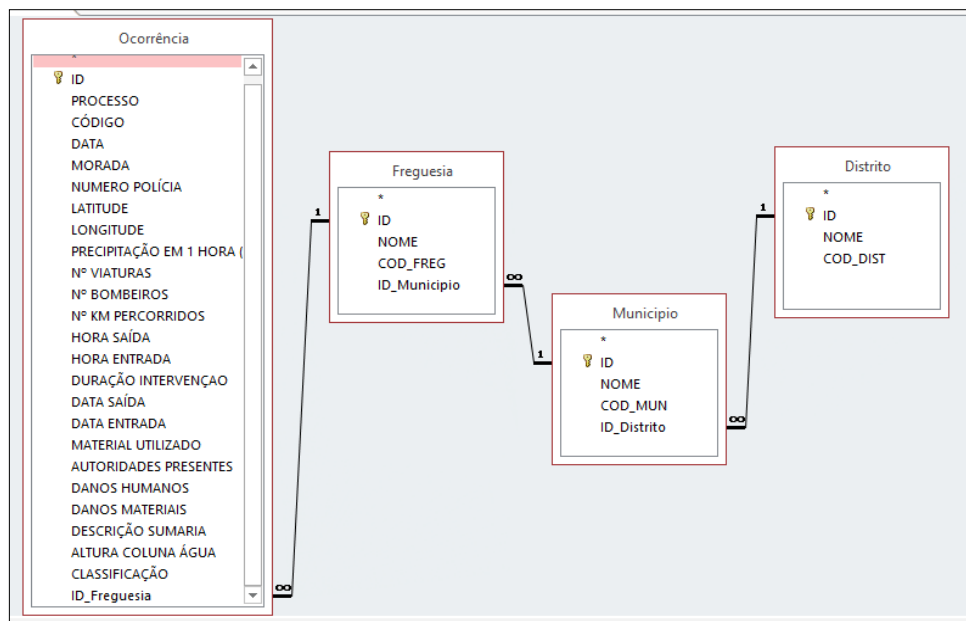 Ocorrência
*
ID
PROCESSO
CÓDIGO
DATA
MORADA
NUMERO POLÍCIA
LATITUDE
LONGITUDE
PRECIPITAÇÃO EM 1 HORA (
Nº VIATURAS
Nº BOMBEIROS
Nº KM PERCORRIDOS
HORA SAÍDA
HORA ENTRADA
DURAÇÃO INTERVENÇAO
DATA SAÍDA
DATA ENTRADA
MATERIAL UTILIZADO
AUTORIDADES PRESENTES
DANOS HUMANOS
DANOS MATERIAIS
DESCRIÇÃO SUMARIA
ALTURA COLUNA ÁGUA
CLASSIFICAÇÃO
ID_Freguesia
∞
1
Freguesia
*
ID
NOME
COD_FREG
ID_Municipio
∞
1
Municipio
*
ID
NOME
COD_MUN
ID_Distrito
∞
1
Distrito
*
ID
NOME
COD_DIST